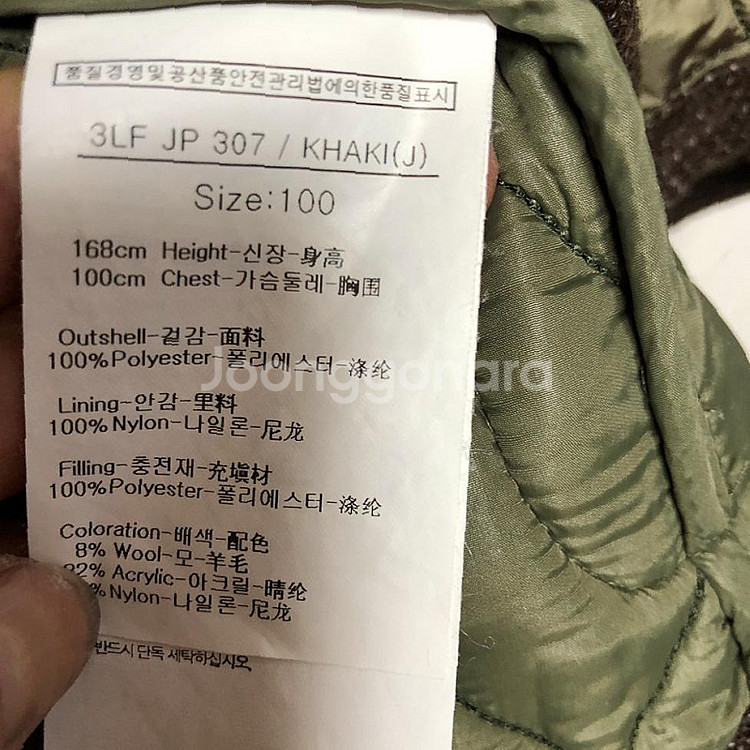 품질경영및공산품안전관리법에의한품질표시
3LF JP 307 / KHAKI(J)
Size:100
168cm Height-신장-身高
100cm Chest-가슴둘레-胸围
Outshell-겉감-面料
100%Polyester-폴리에스터-涤纶
Joonggonara
Lining-안감-里料
100%Nylon-나일론-尼龙
Filling-충전재-充塡材
100%Polyester-폴리에스터-涤纶
Coloration-배색-配色
8% Wool-모-羊毛
82% Acrylic-아크릴-晴纶
Nylon-나일론-尼龙
반드시 단독 세탁하십시오.